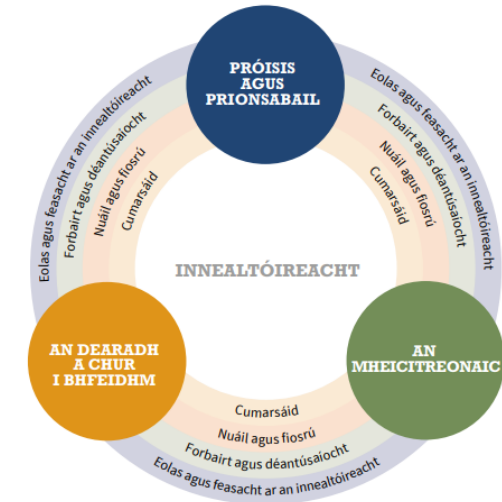 PRÓISIS
AGUS
PRIONSABAIL
Eolas agus feasacht ar an innealtóireacht
Forbairt agus déantúsaíocht
Nuáil agus fiosrú
Cumarsáid
Eolas agus feasacht ar an innealtóireacht
Forbairt agus déantúsaíocht
Nuáil agus fiosrú
Cumarsáid
INNEALTÓIREACHT
AN DEARADH
A CHUR
I BHFEIDHM
AN
MHEICITREONAIC
Cumarsáid
Nuáil agus fiosrú
Forbairt agus déantúsaíocht
Eolas agus feasacht ar an innealtóireacht